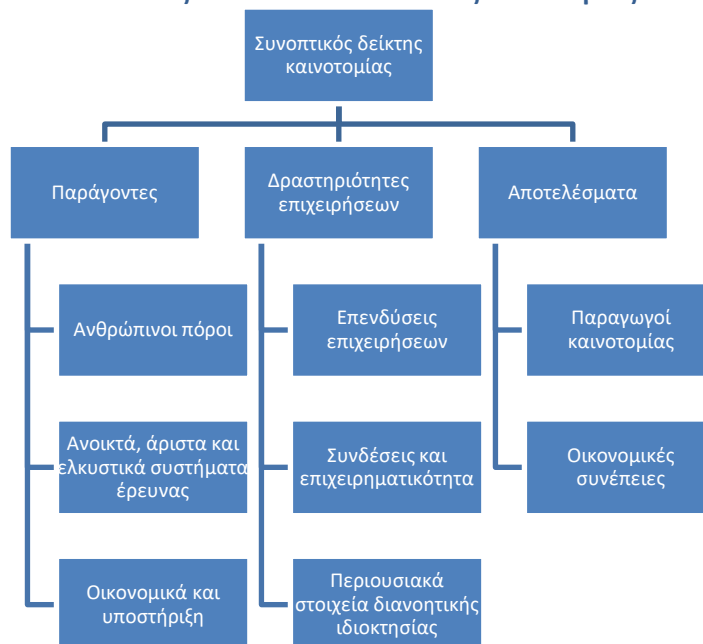 Συνοπτικός δείκτης
καινοτομίας
Παράγοντες
Δραστηριότητες
επιχειρήσεων
Αποτελέσματα
Ανθρώπινοι πόροι
Επενδύσεις
επιχειρήσεων
Παραγωγοί
καινοτομίας
Ανοικτά, άριστα και
ελκυστικά συστήματα
έρευνας
Συνδέσεις και
επιχειρηματικότητα
Οικονομικές
συνέπειες
Οικονομικά και
υποστήριξη
Περιουσιακά
στοιχεία διανοητικής
ιδιοκτησίας